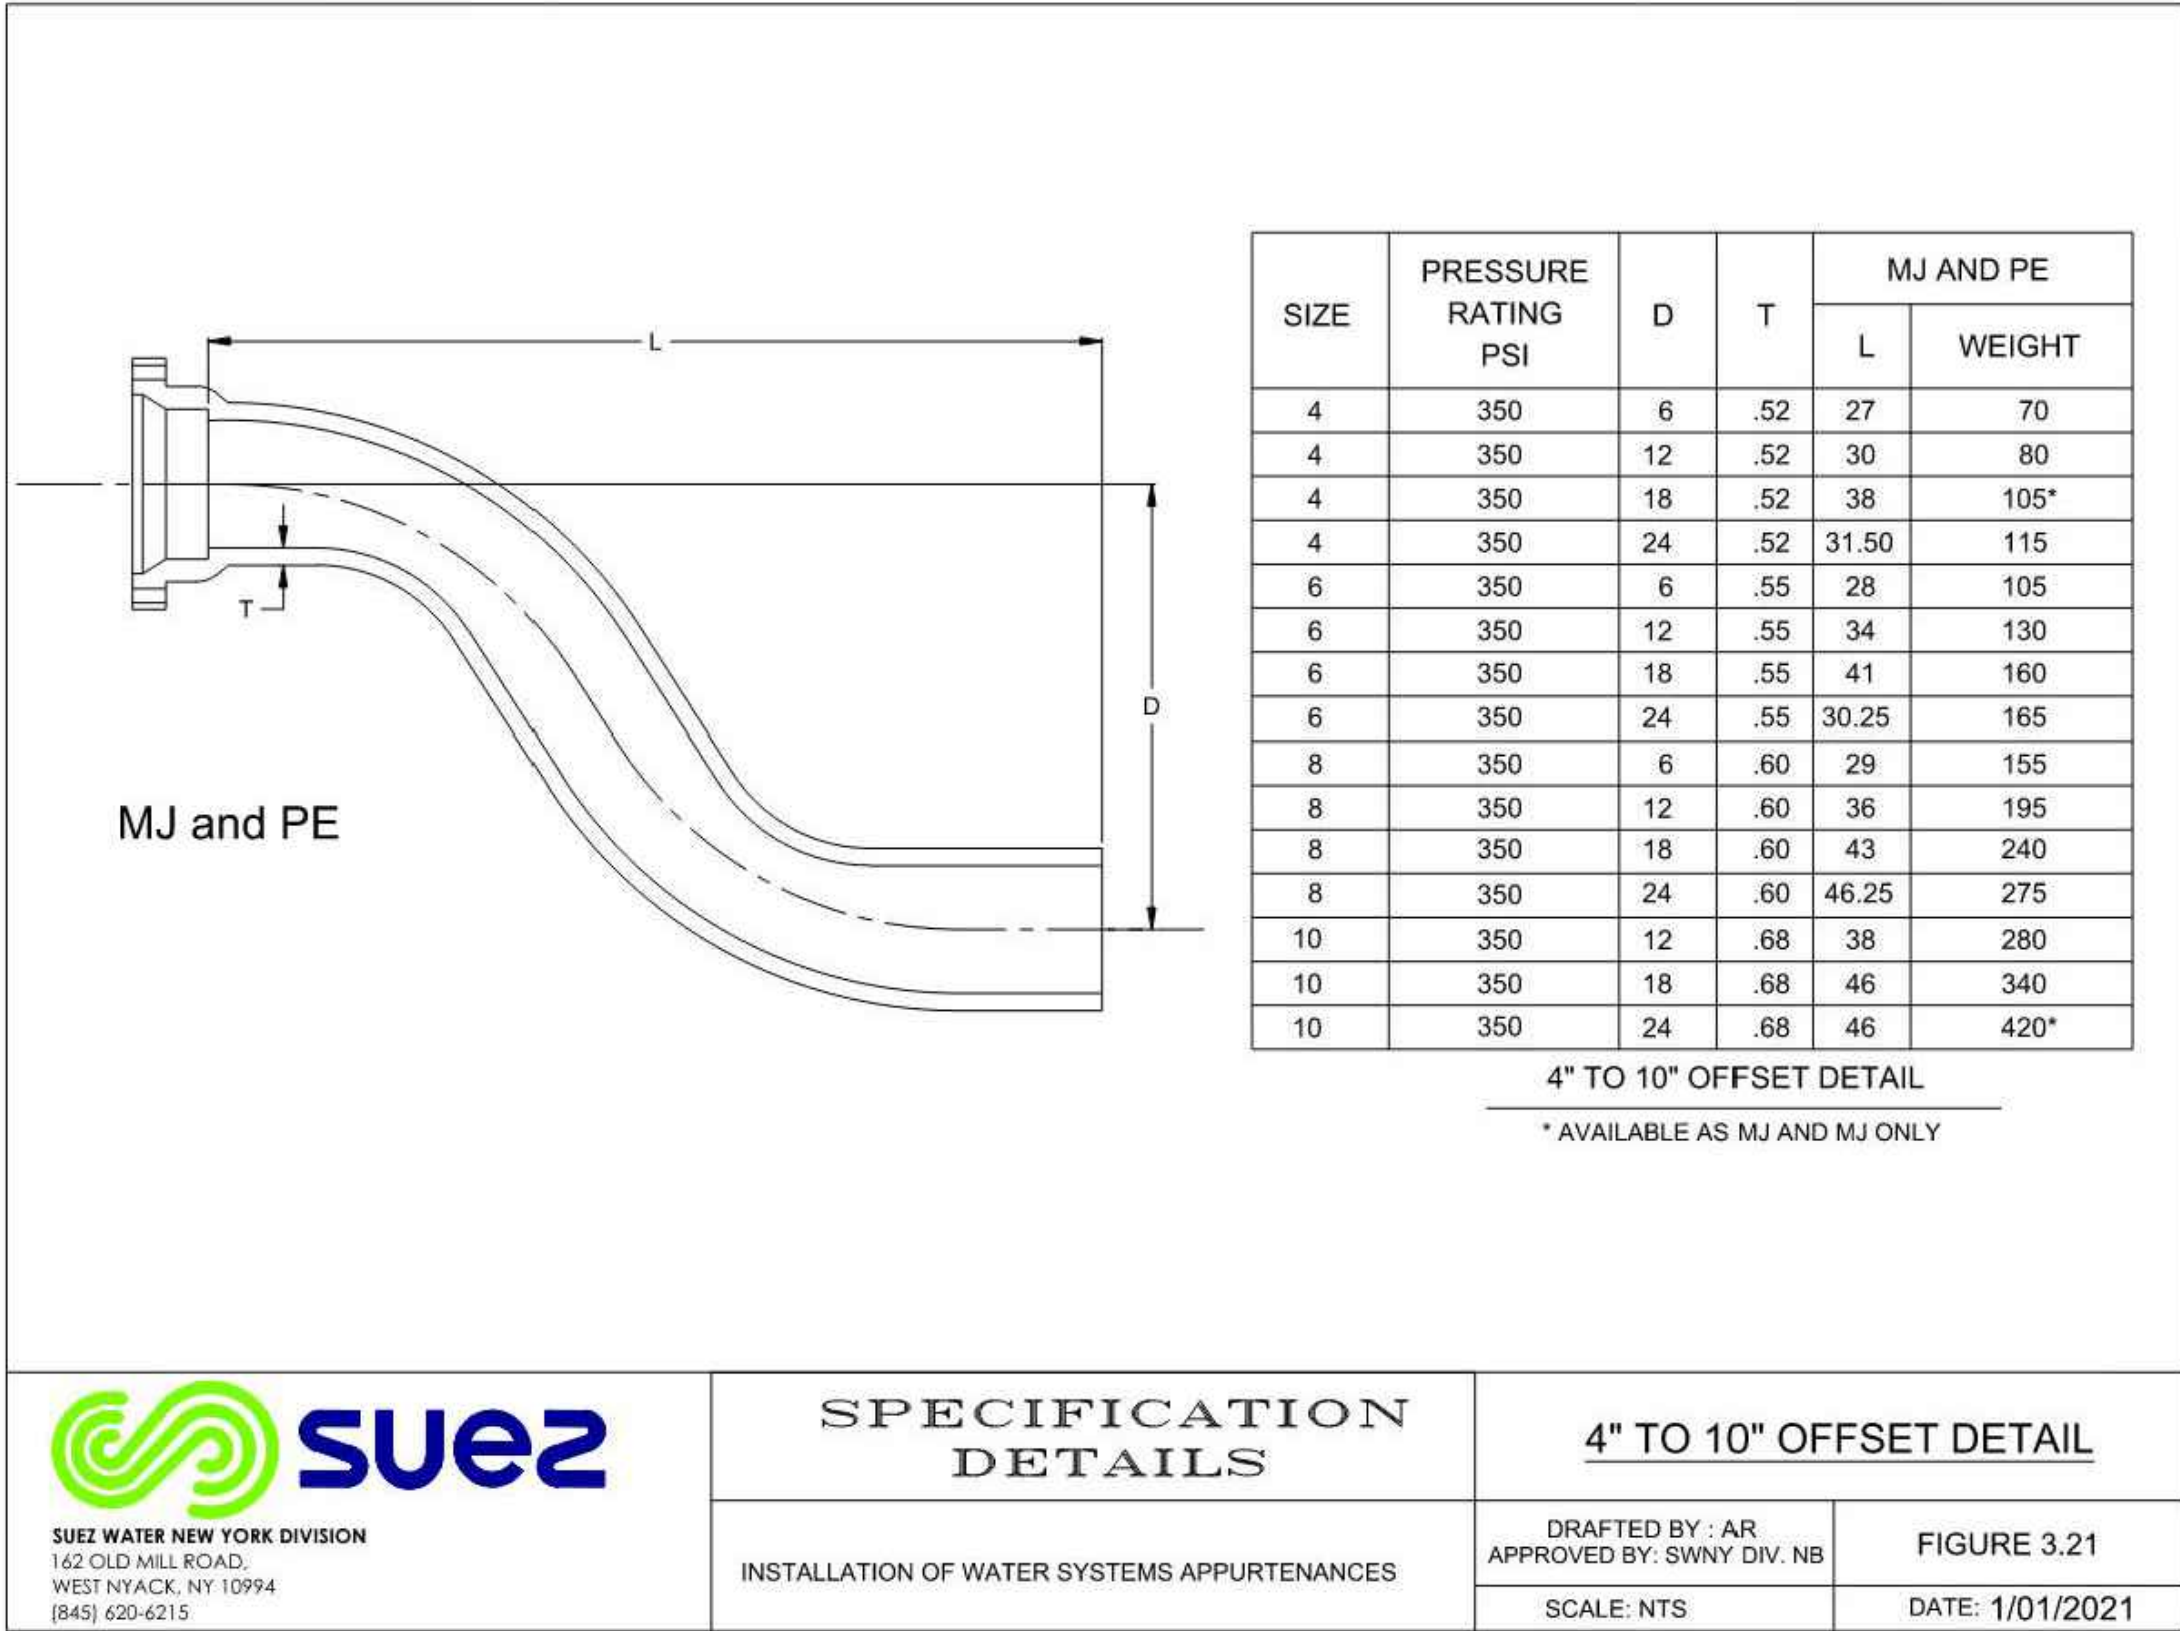 L
T
D
MJ and PE
SIZE PRESSURE RATING PSI D T MJ AND PE
L WEIGHT
4 350 6 .52 27 70
4 350 12 .52 30 80
4 350 18 .52 38 105*
4 350 24 .52 31.50 115
6 350 6 .55 28 105
6 350 12 .55 34 130
6 350 18 .55 41 160
6 350 24 .55 30.25 165
8 350 6 .60 29 155
8 350 12 .60 36 195
8 350 18 .60 43 240
8 350 24 .60 46.25 275
10 350 12 .68 38 280
10 350 18 .68 46 340
10 350 24 .68 46 420*
4" TO 10" OFFSET DETAIL
* AVAILABLE AS MJ AND MJ ONLY
suez
SUEZ WATER NEW YORK DIVISION
162 OLD MILL ROAD,
WEST NYACK, NY 10994
(845) 620-6215
SPECIFICATION
DETAILS
INSTALLATION OF WATER SYSTEMS APPURTENANCES
4" TO 10" OFFSET DETAIL
DRAFTED BY : AR
APPROVED BY: SWNY DIV. NB
FIGURE 3.21
SCALE: NTS
DATE: 1/01/2021